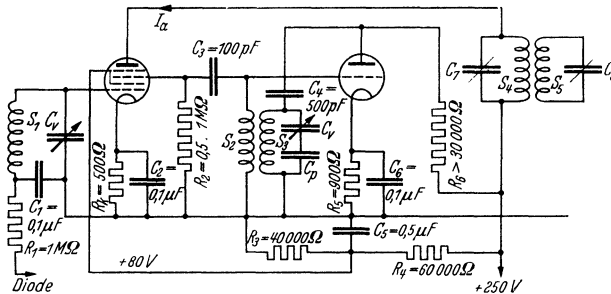 Ia
C3=100pF
C7
S4
S5
C4=
500pF
S1
Cv
S2
S3
Cv
Cp
C1=
0,1µF
R1=1MΩ
Diode
Rk=500Ω
C2=
0,1µF
R2=0,5...1MΩ
R5=900Ω
C6=
0,1µF
R6>30000Ω
C5=0,5µF
R3=40000Ω
R4=60000Ω
+80V
+250V